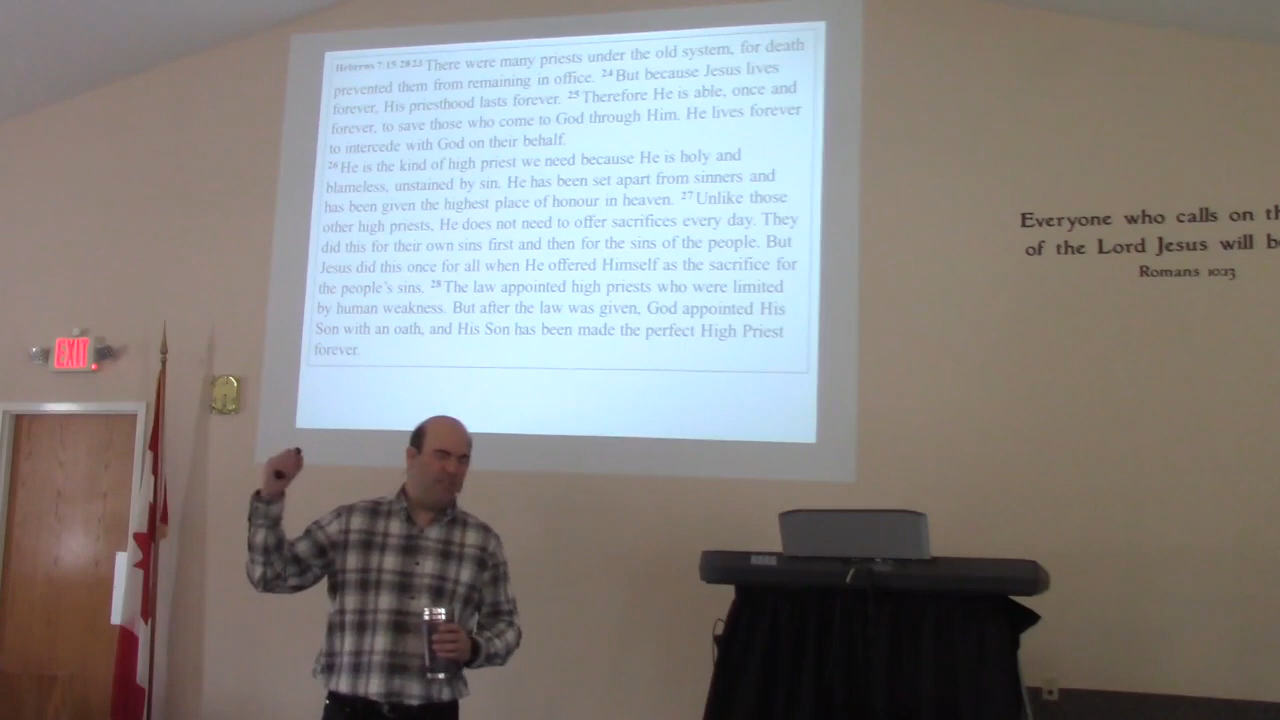 Hebrews 7:15-28 23 There were many priests under the old system, for death
prevented them from remaining in office. 24 But because Jesus lives
forever, His priesthood lasts forever. 25 Therefore He is able, once and
forever, to save those who come to God through Him. He lives forever
to intercede with God on their behalf.
26 He is the kind of high priest we need because He is holy and
blameless, unstained by sin. He has been set apart from sinners and
has been given the highest place of honour in heaven. 27 Unlike those
other high priests, He does not need to offer sacrifices every day. They
did this for their own sins first and then for the sins of the people. But
Jesus did this once for all when He offered Himself as the sacrifice for
the people's sins. 28 The law appointed high priests who were limited
by human weakness. But after the law was given, God appointed His
Son with an oath, and His Son has been made the perfect High Priest
forever.
Everyone who calls on th
of the Lord Jesus will b
Romans 10:13
EXIT